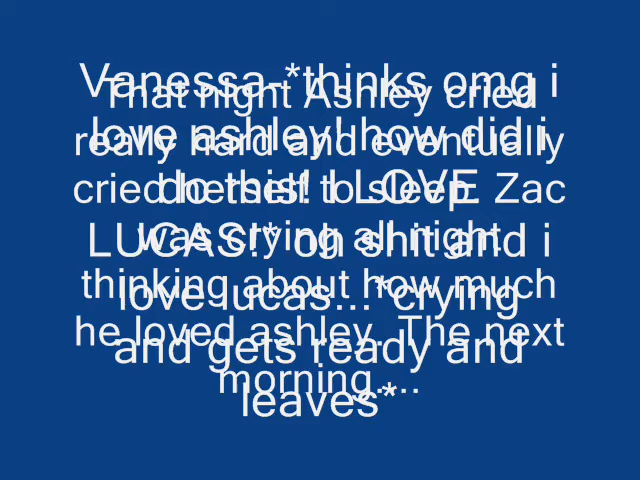 That night Ashley cried
really hard and eventually
cried herself to sleep. Zac
was crying all night
thinking about how much
he loved ashley. The next
morning....
Vanessa-*thinks omg i
love ashley! how did i
do this! I LOVE
LUCAS!* oh shit and i
love lucas...*crying
and gets ready and
leaves*